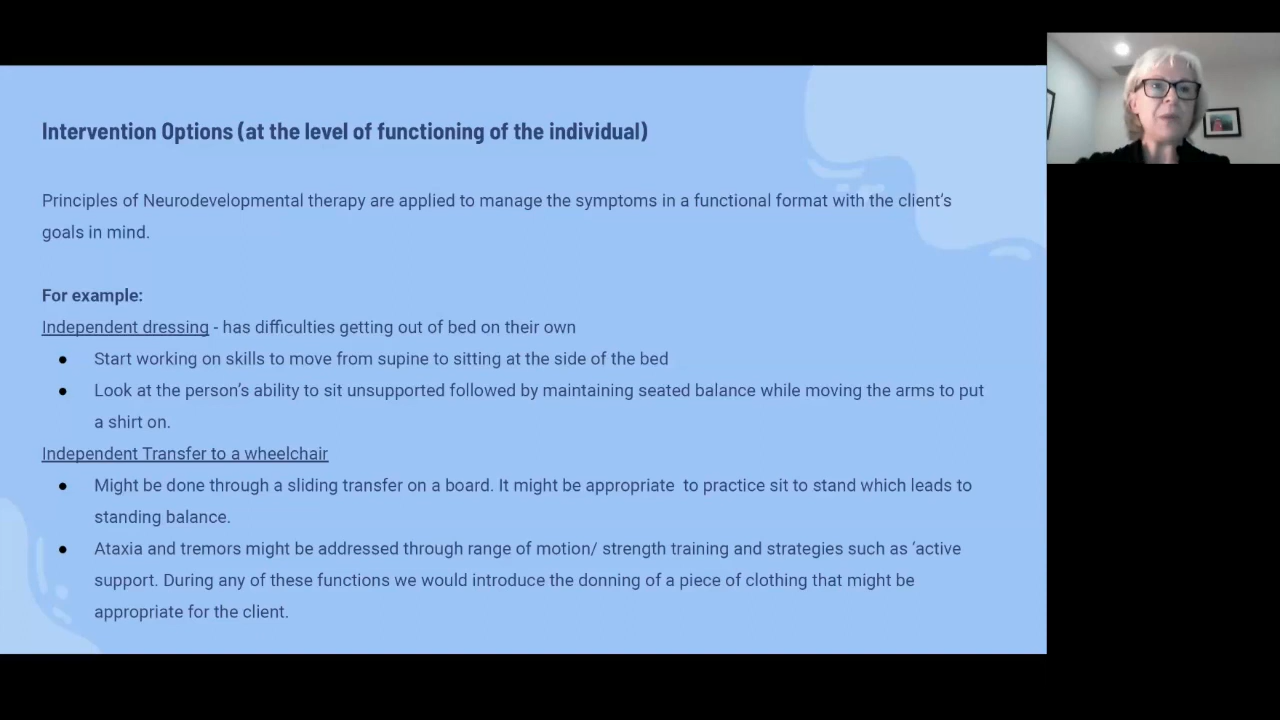 Intervention Options (at the level of functioning of the individual)
Principles of Neurodevelopmental therapy are applied to manage the symptoms in a functional format with the client’s
goals in mind.
For example:
Independent dressing - has difficulties getting out of bed on their own
● Start working on skills to move from supine to sitting at the side of the bed
● Look at the person’s ability to sit unsupported followed by maintaining seated balance while moving the arms to put
a shirt on.
Independent Transfer to a wheelchair
● Might be done through a sliding transfer on a board. It might be appropriate  to practice sit to stand which leads to
standing balance.
● Ataxia and tremors might be addressed through range of motion/ strength training and strategies such as ‘active
support. During any of these functions we would introduce the donning of a piece of clothing that might be
appropriate for the client.